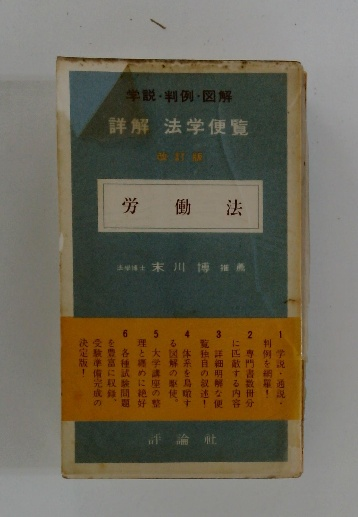 学説・判例・図解
詳解 法学便覧
改訂版
労働法
法学博士 末川博 推薦
1 学説・通説・
判例を網羅！
2 専門書数冊分
に匹敵する内容
3 詳細明解な便
覧独自の叙述！
4 体系を鳥瞰す
る図解の駆使。
5 大学講座の整
理と纒めに絶好
6 各種試験問題
を豊富に収録。
受験準備完成の
決定版！
評論社